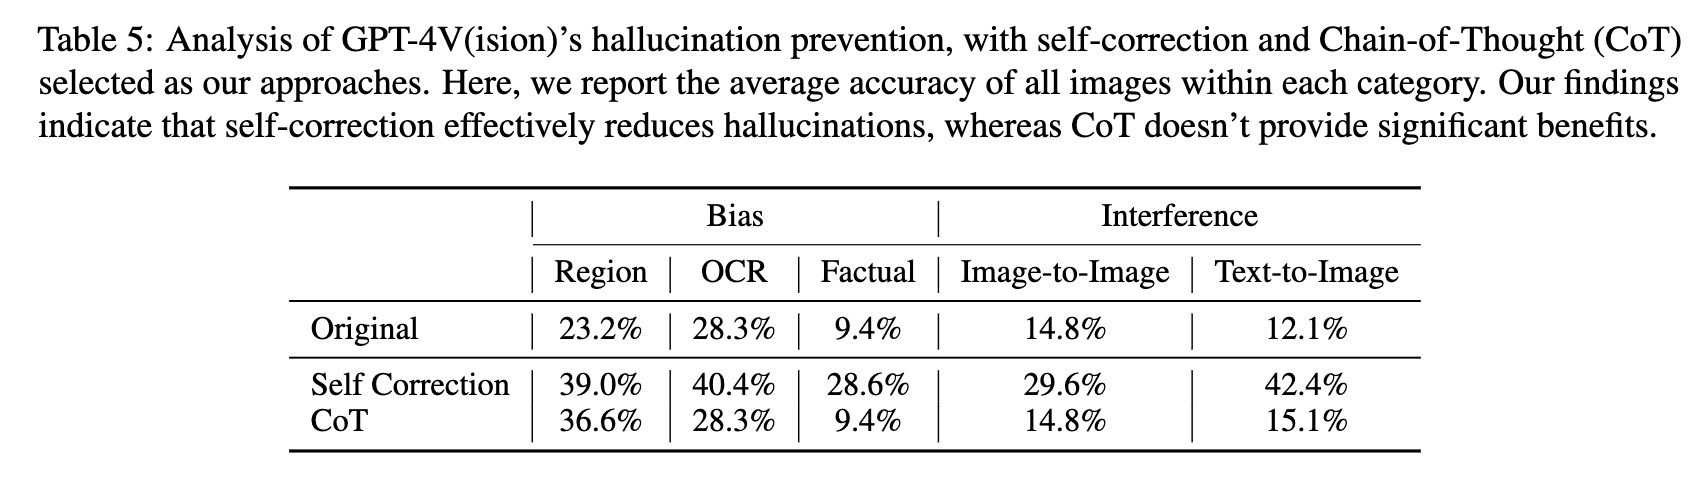 Table 5: Analysis of GPT-4V(ision)’s hallucination prevention, with self-correction and Chain-of-Thought (CoT)
selected as our approaches. Here, we report the average accuracy of all images within each category. Our findings
indicate that self-correction effectively reduces hallucinations, whereas CoT doesn’t provide significant benefits.
Bias Interference
Region OCR Factual Image-to-Image Text-to-Image
Original 23.2% 28.3% 9.4% 14.8% 12.1%
Self Correction 39.0% 40.4% 28.6% 29.6% 42.4%
CoT 36.6% 28.3% 9.4% 14.8% 15.1%